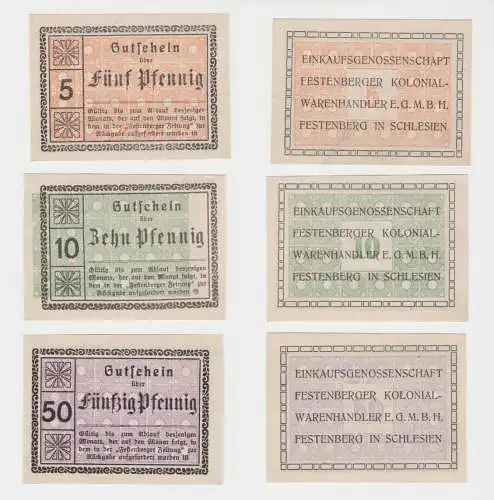 Gutschein
über
5
Fünf Pfennig
Gültig bis zum Ablauf desjenigen
Monats, der auf den Monat folgt, in
dem in der „Festenberger Zeitung" zur
Rückgabe aufgefordert worden ist
EINKAUFSGENOSSENSCHAFT
FESTENBERGER KOLONIAL-
WARENHANDLER E. G. M. B. H.
FESTENBERG IN SCHLESIEN
Gutschein
über
10
Zehn Pfennig
Gültig bis zum Ablauf desjenigen
Monats, der auf den Monat folgt, in
dem in der „Festenberger Zeitung" zur
Rückgabe aufgefordert worden ist
EINKAUFSGENOSSENSCHAFT
FESTENBERGER KOLONIAL-
WARENHANDLER E. G. M. B. H.
10
FESTENBERG IN SCHLESIEN
Gutschein
über
50
Fünfzig Pfennig
Gültig bis zum Ablauf desjenigen
Monats, der auf den Monat folgt, in
dem in der „Festenberger Zeitung" zur
Rückgabe aufgefordert worden ist
EINKAUFSGENOSSENSCHAFT
FESTENBERGER KOLONIAL-
WARENHANDLER E. G. M. B. H.
FESTENBERG IN SCHLESIEN